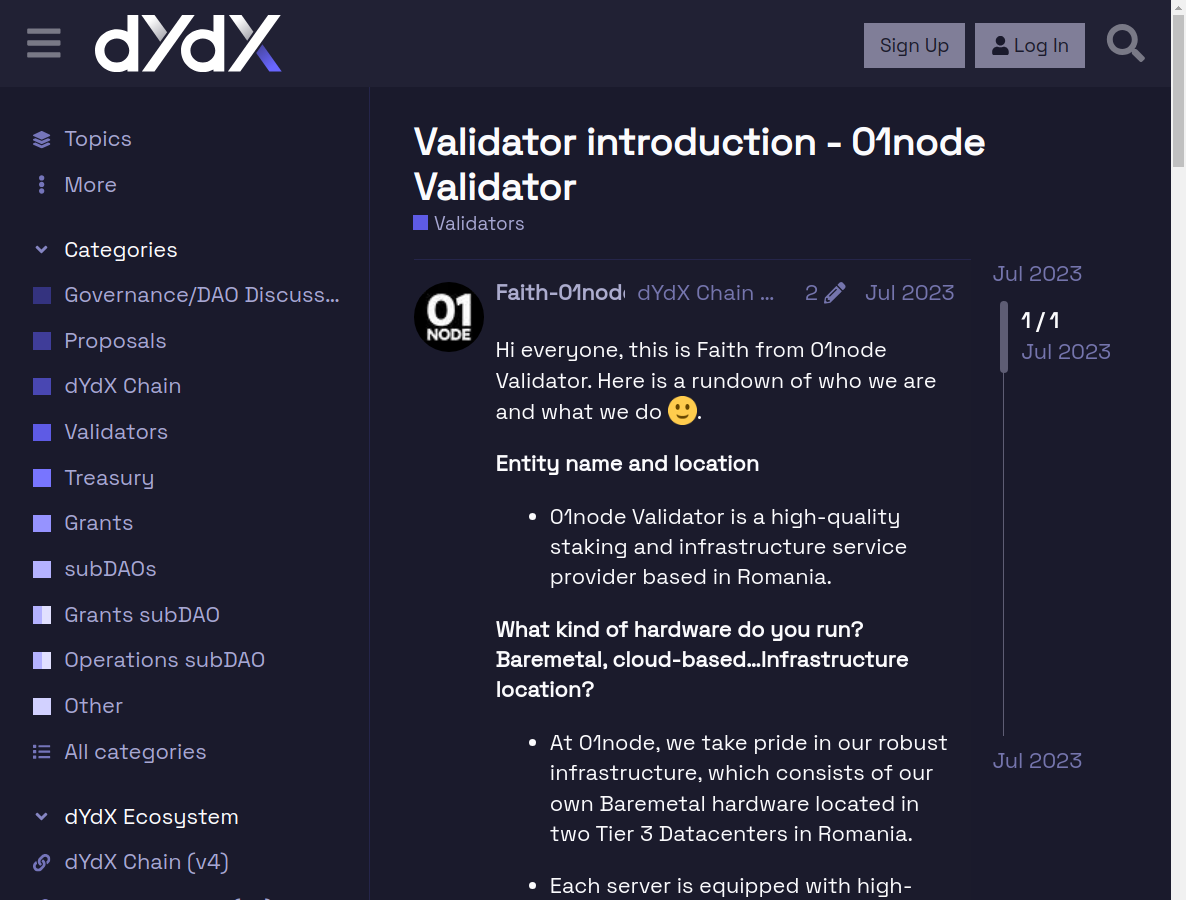 dYdX
Sign Up
Log In
Topics
More
Categories
Governance/DAO Discuss...
Proposals
dYdX Chain
Validators
Treasury
Grants
subDAOs
Grants subDAO
Operations subDAO
Other
All categories
dYdX Ecosystem
dYdX Chain (v4)
Validator introduction - 01node
Validator
Validators
01
NODE
Faith-01node
dYdX Chain ...
2
Jul 2023
Hi everyone, this is Faith from 01node
Validator. Here is a rundown of who we are
and what we do 🙂.
Entity name and location
• 01node Validator is a high-quality
staking and infrastructure service
provider based in Romania.
What kind of hardware do you run?
Baremetal, cloud-based…Infrastructure
location?
• At 01node, we take pride in our robust
infrastructure, which consists of our
own Baremetal hardware located in
two Tier 3 Datacenters in Romania.
• Each server is equipped with high-
Jul 2023
1 / 1
Jul 2023
Jul 2023